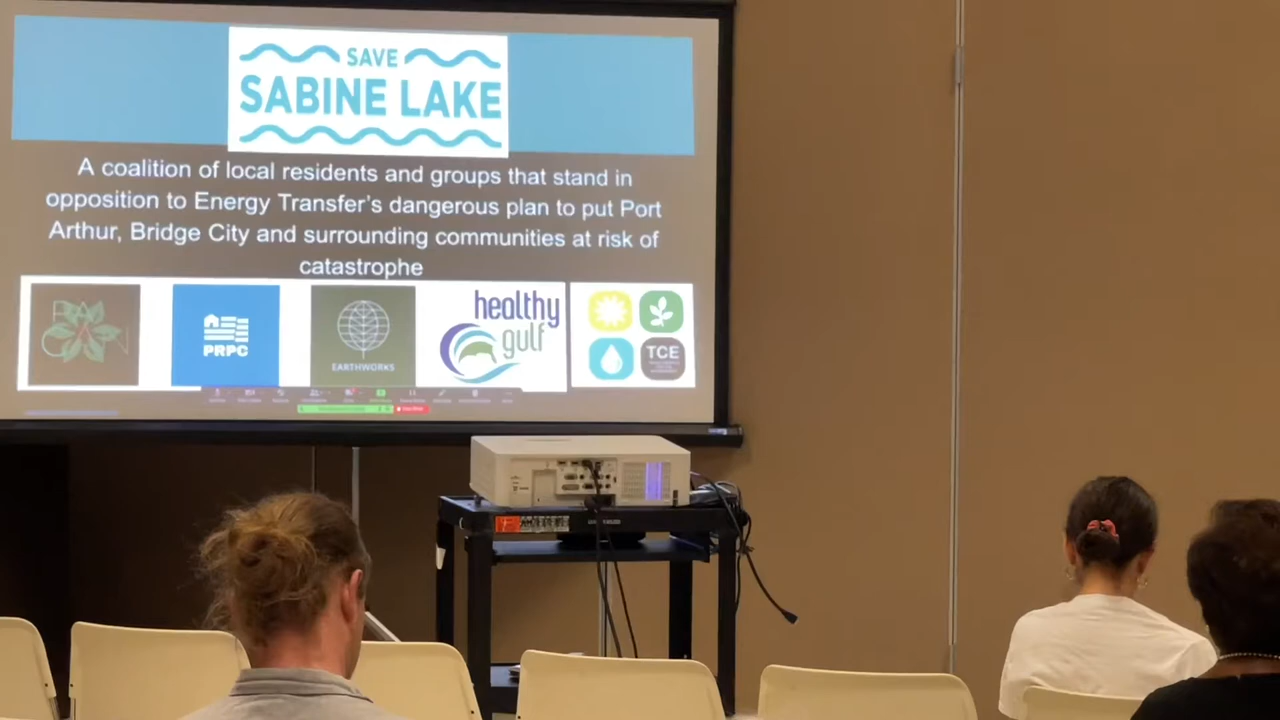 SAVE
SABINE LAKE
A coalition of local residents and groups that stand in
opposition to Energy Transfer's dangerous plan to put Port
Arthur, Bridge City and surrounding communities at risk of
catastrophe
PRPC
EARTHWORKS
healthy
gulf
TCE